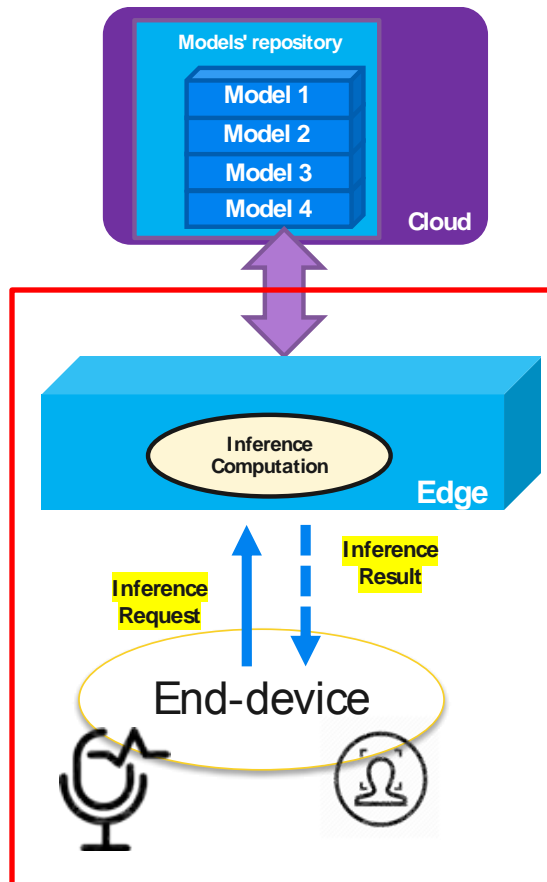 Models' repository
Model 1
Model 2
Model 3
Model 4
Cloud
Inference
Computation
Edge
Inference
Result
Inference
Request
End-device